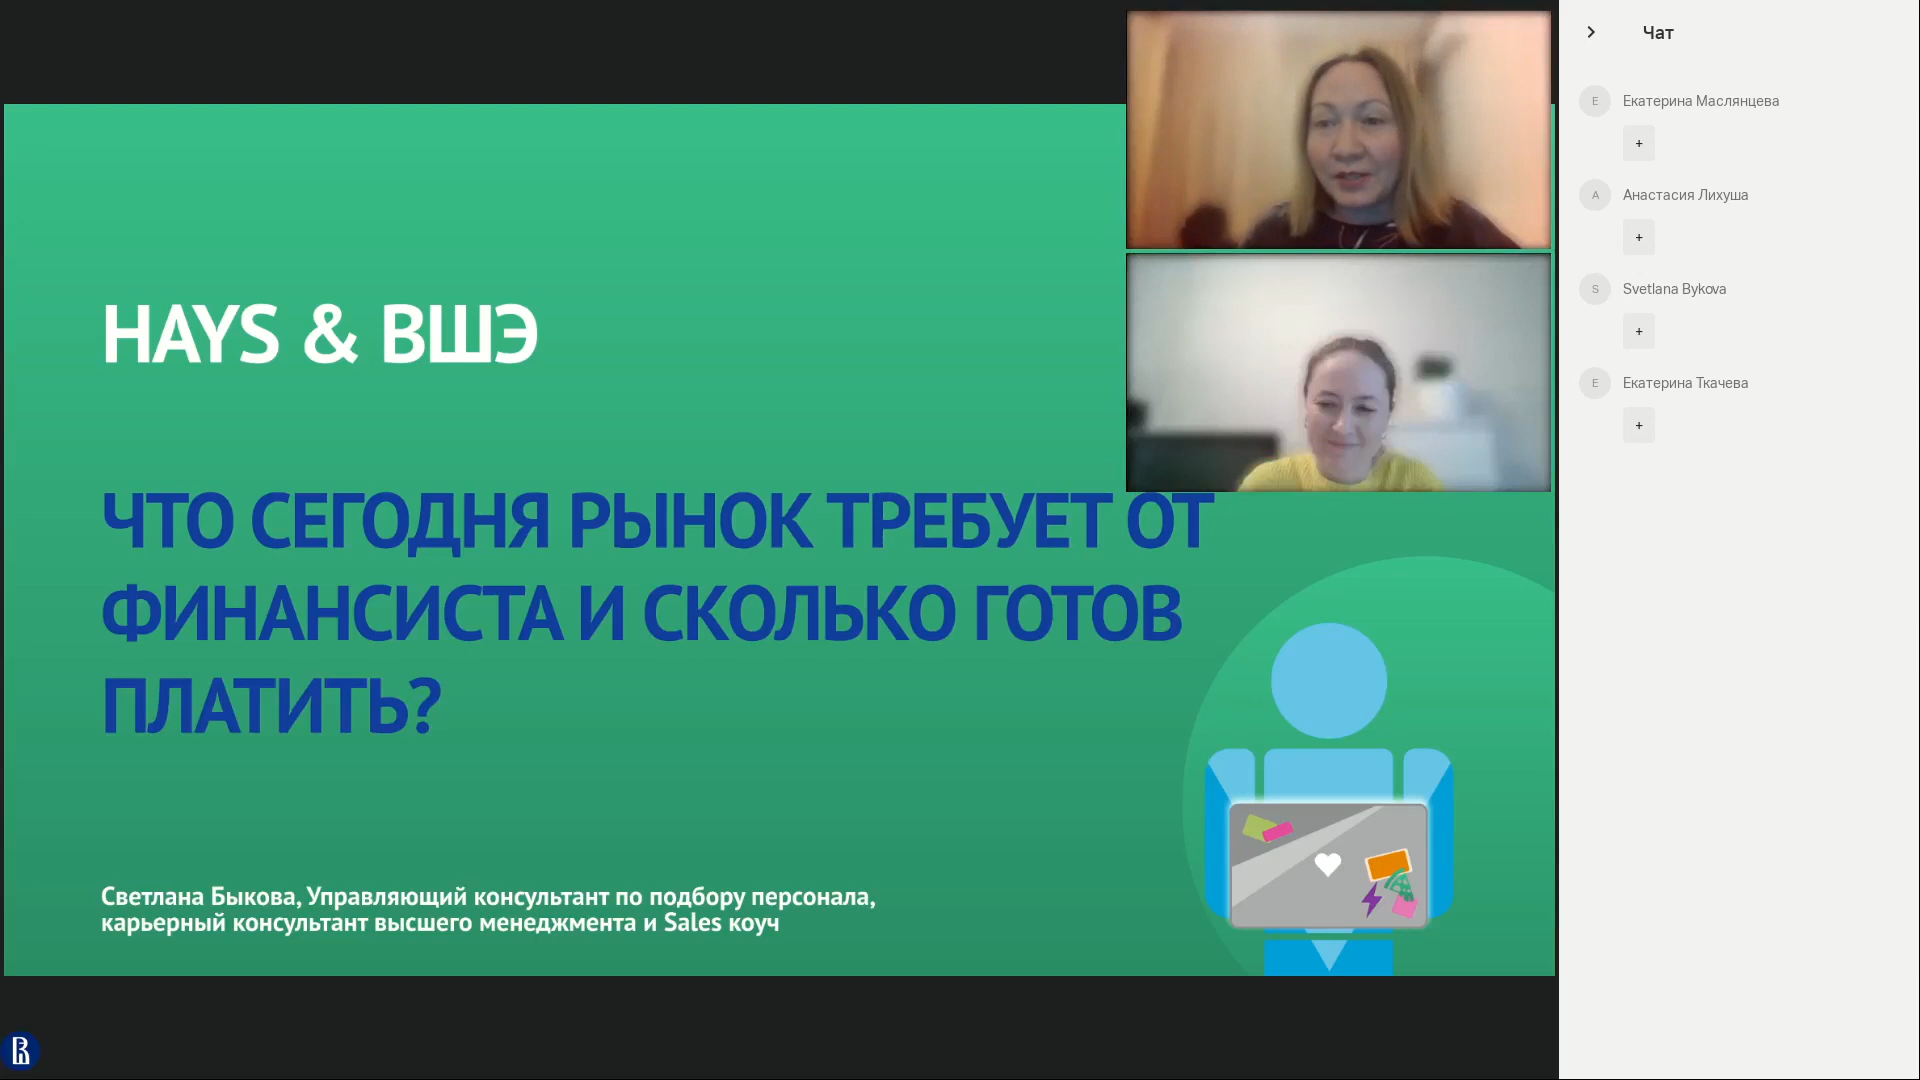 HAYS & ВШЭ
ЧТО СЕГОДНЯ РЫНОК ТРЕБУЕТ ОТ
ФИНАНСИСТА И СКОЛЬКО ГОТОВ
ПЛАТИТЬ?
Светлана Быкова, Управляющий консультант по подбору персонала,
карьерный консультант высшего менеджмента и Sales коуч
Чат
E
Екатерина Маслянцева
+
A
Анастасия Лихуша
+
S
Svetlana Bykova
+
E
Екатерина Ткачева
+